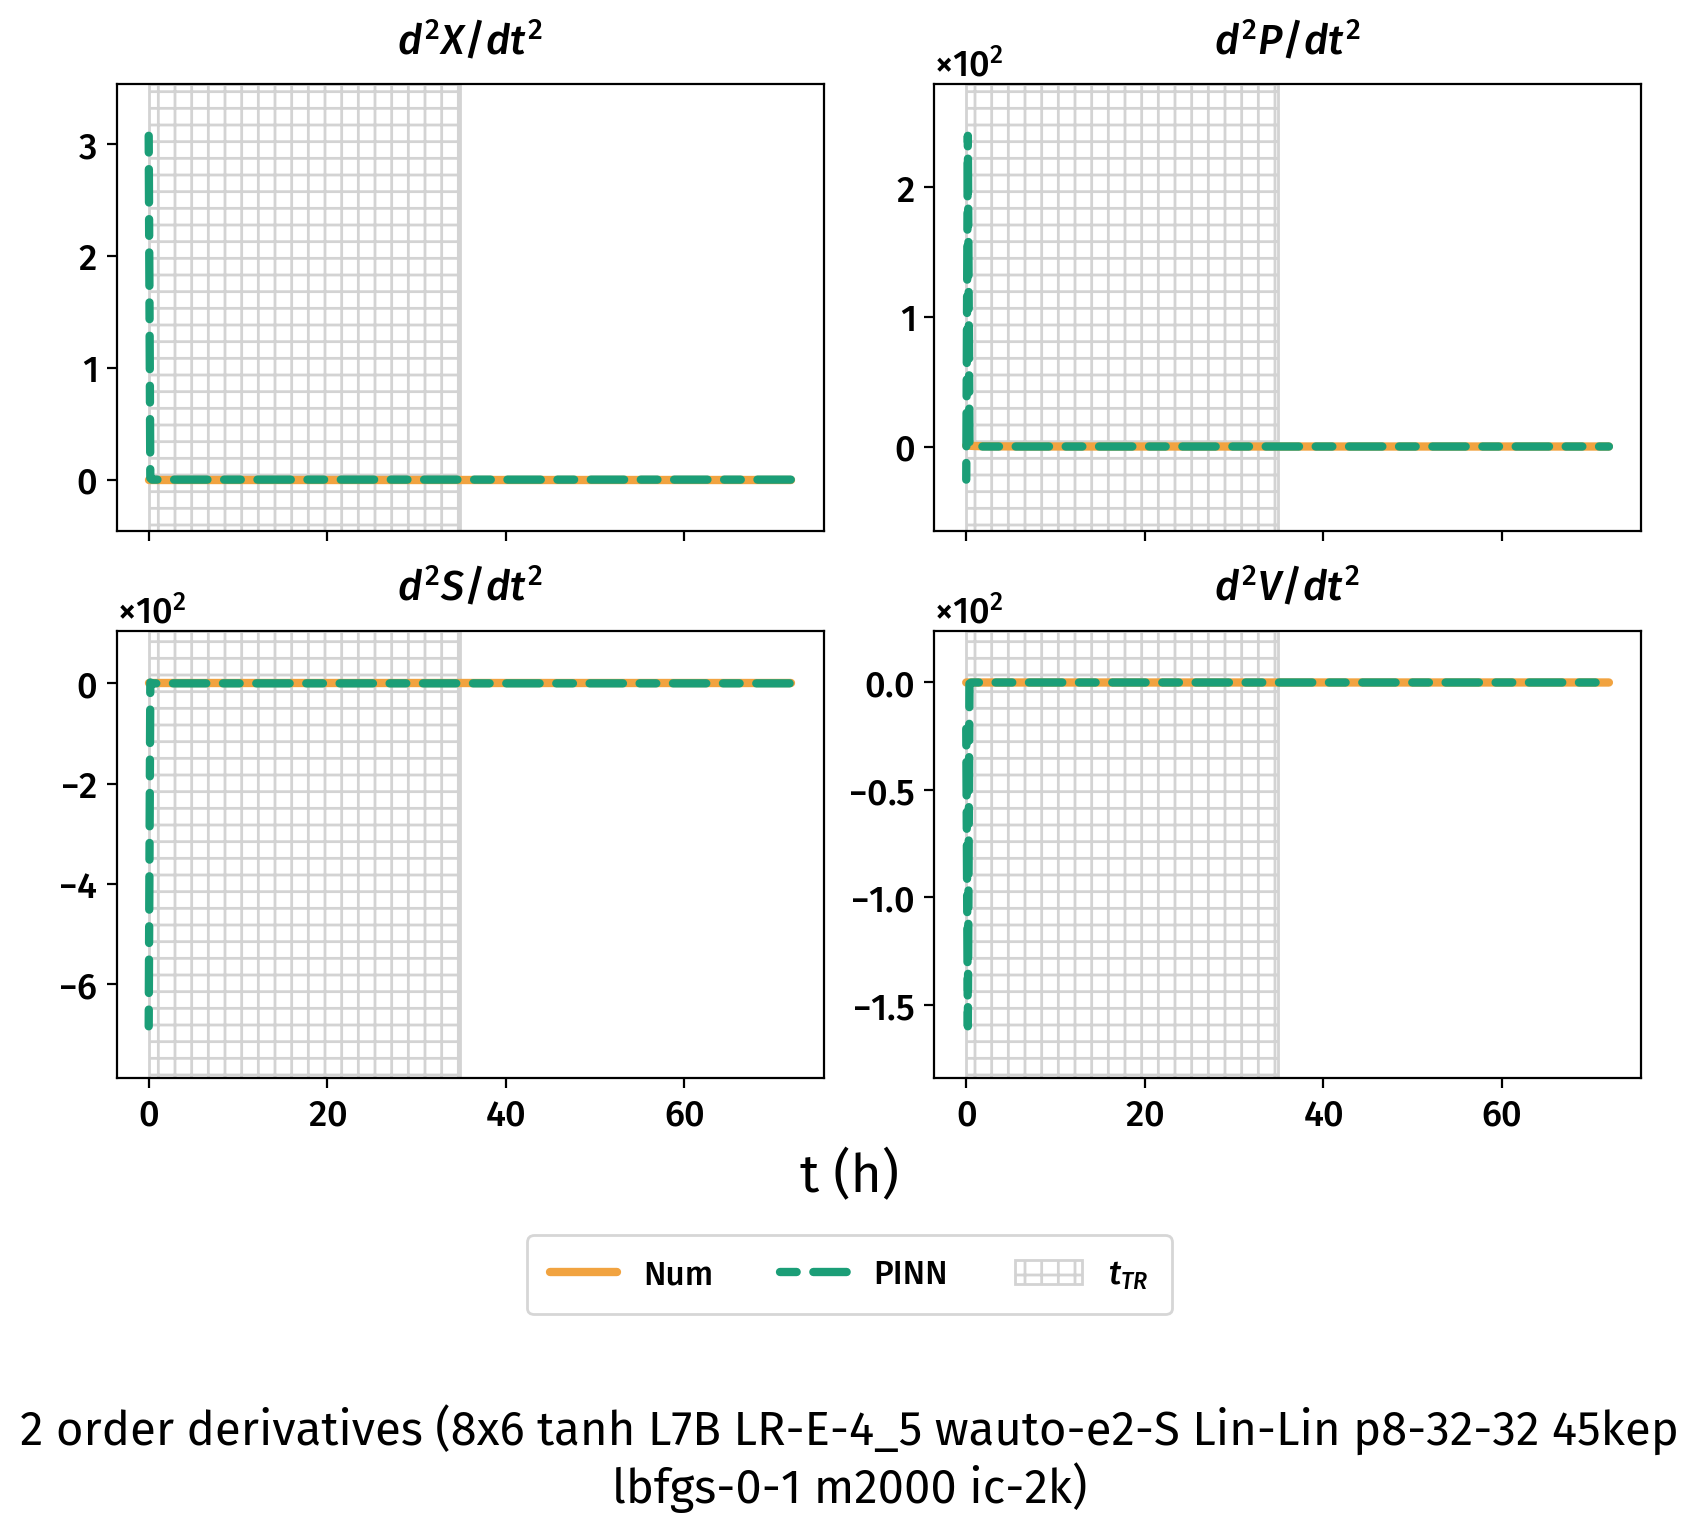 d²X/dt²
3
2
1
0
d²P/dt²
×10²
2
1
0
d²S/dt²
×10²
0
−2
−4
−6
0 20 40 60
d²V/dt²
×10²
0.0
−0.5
−1.0
−1.5
0 20 40 60
t (h)
Num PINN t_TR
2 order derivatives (8x6 tanh L7B LR-E-4_5 wauto-e2-S Lin-Lin p8-32-32 45kep
lbfgs-0-1 m2000 ic-2k)